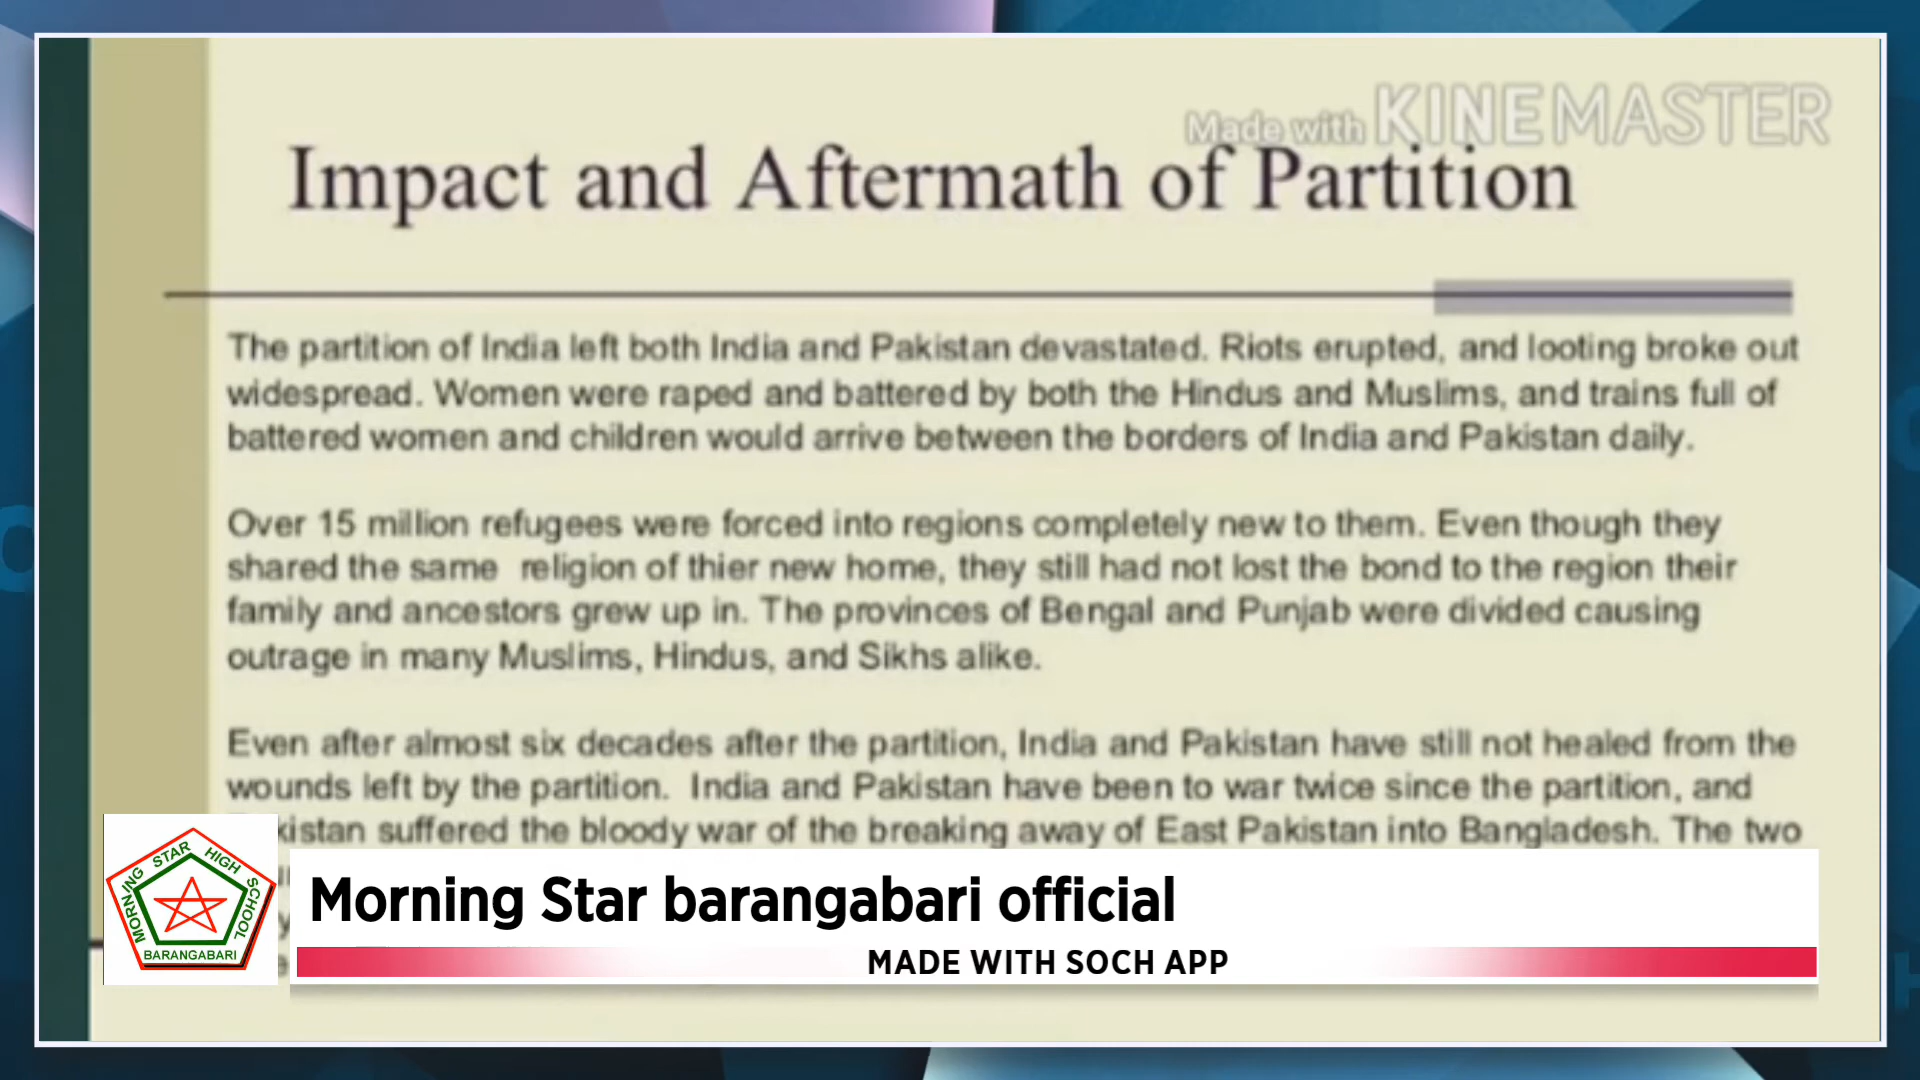 Made with KINEMASTER
Impact and Aftermath of Partition
The partition of India left both India and Pakistan devastated. Riots erupted, and looting broke out
widespread. Women were raped and battered by both the Hindus and Muslims, and trains full of
battered women and children would arrive between the borders of India and Pakistan daily.
Over 15 million refugees were forced into regions completely new to them. Even though they
shared the same religion of thier new home, they still had not lost the bond to the region their
family and ancestors grew up in. The provinces of Bengal and Punjab were divided causing
outrage in many Muslims, Hindus, and Sikhs alike.
Even after almost six decades after the partition, India and Pakistan have still not healed from the
wounds left by the partition. India and Pakistan have been to war twice since the partition, and
suffered the bloody war of the breaking away of East Pakistan into Bangladesh. The two
MORNING STAR HIGH SCHOOL
BARANGABARI
Morning Star barangabari official
MADE WITH SOCH APP